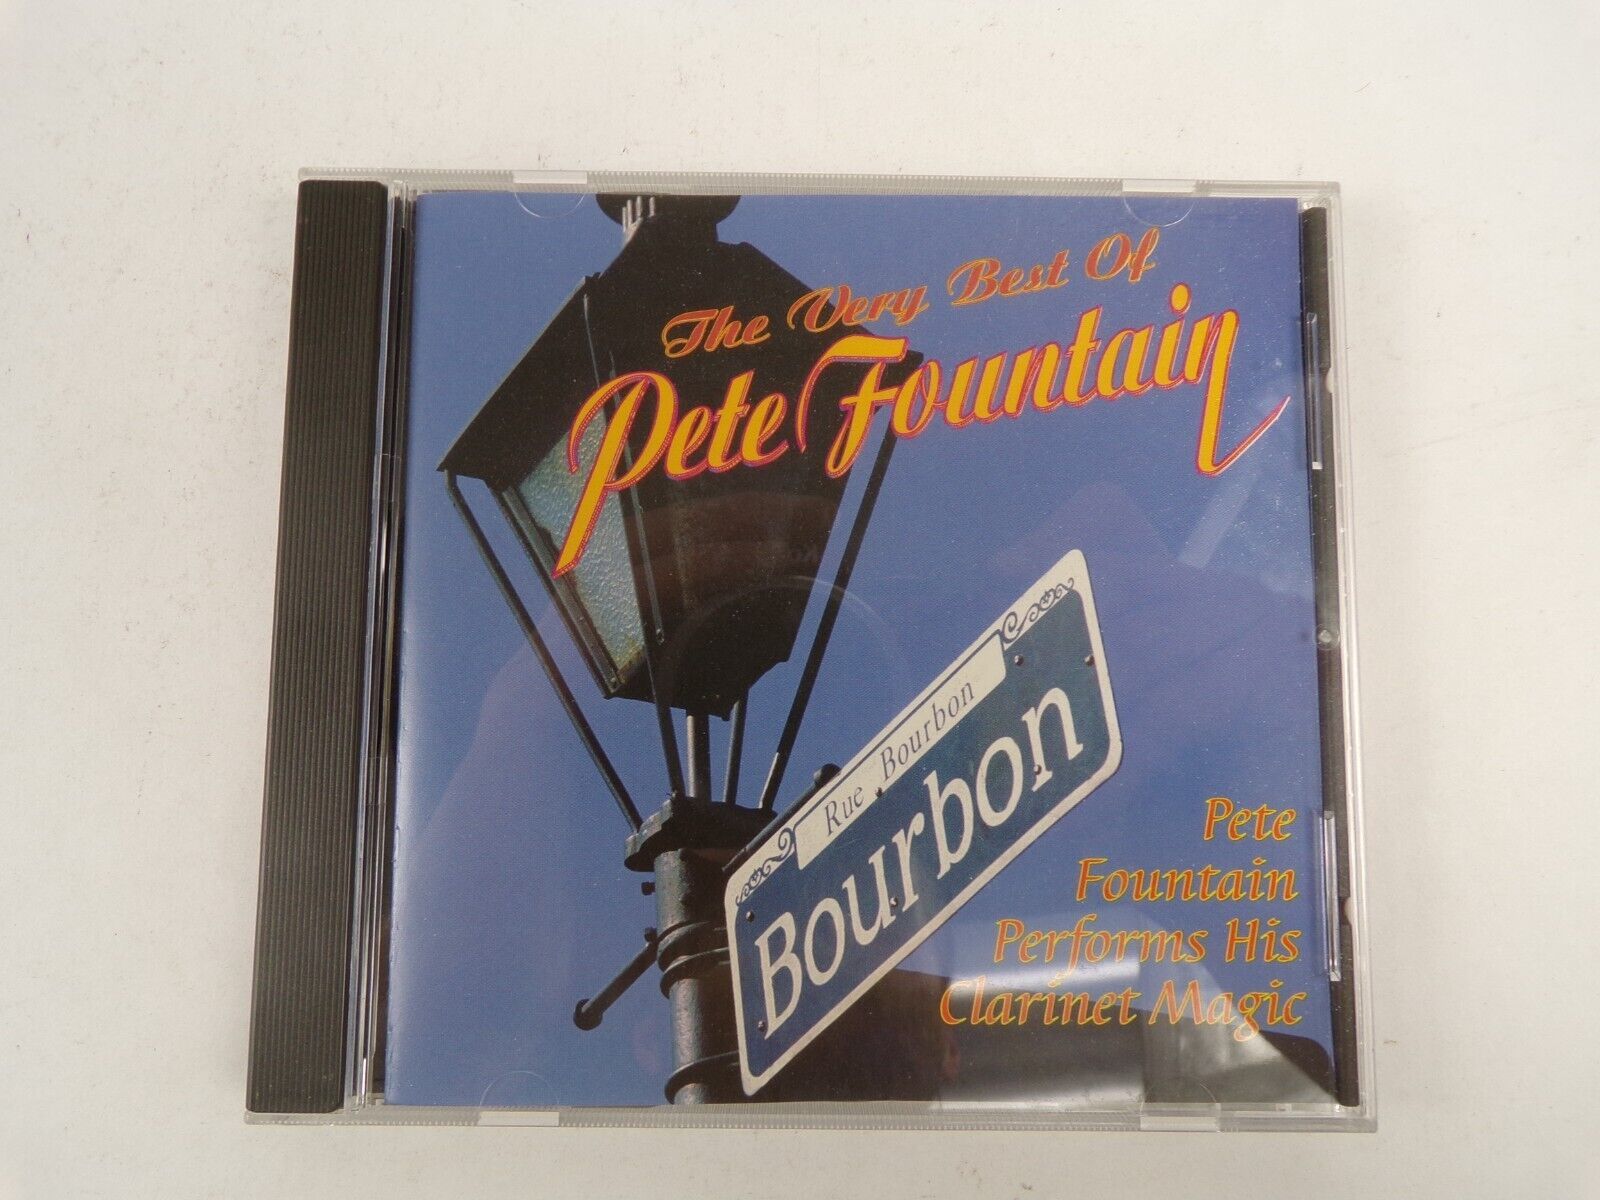 The Very Best Of
Pete Fountain
Rue Bourbon
Bourbon
Pete
Fountain
Performs His
Clarinet Magic